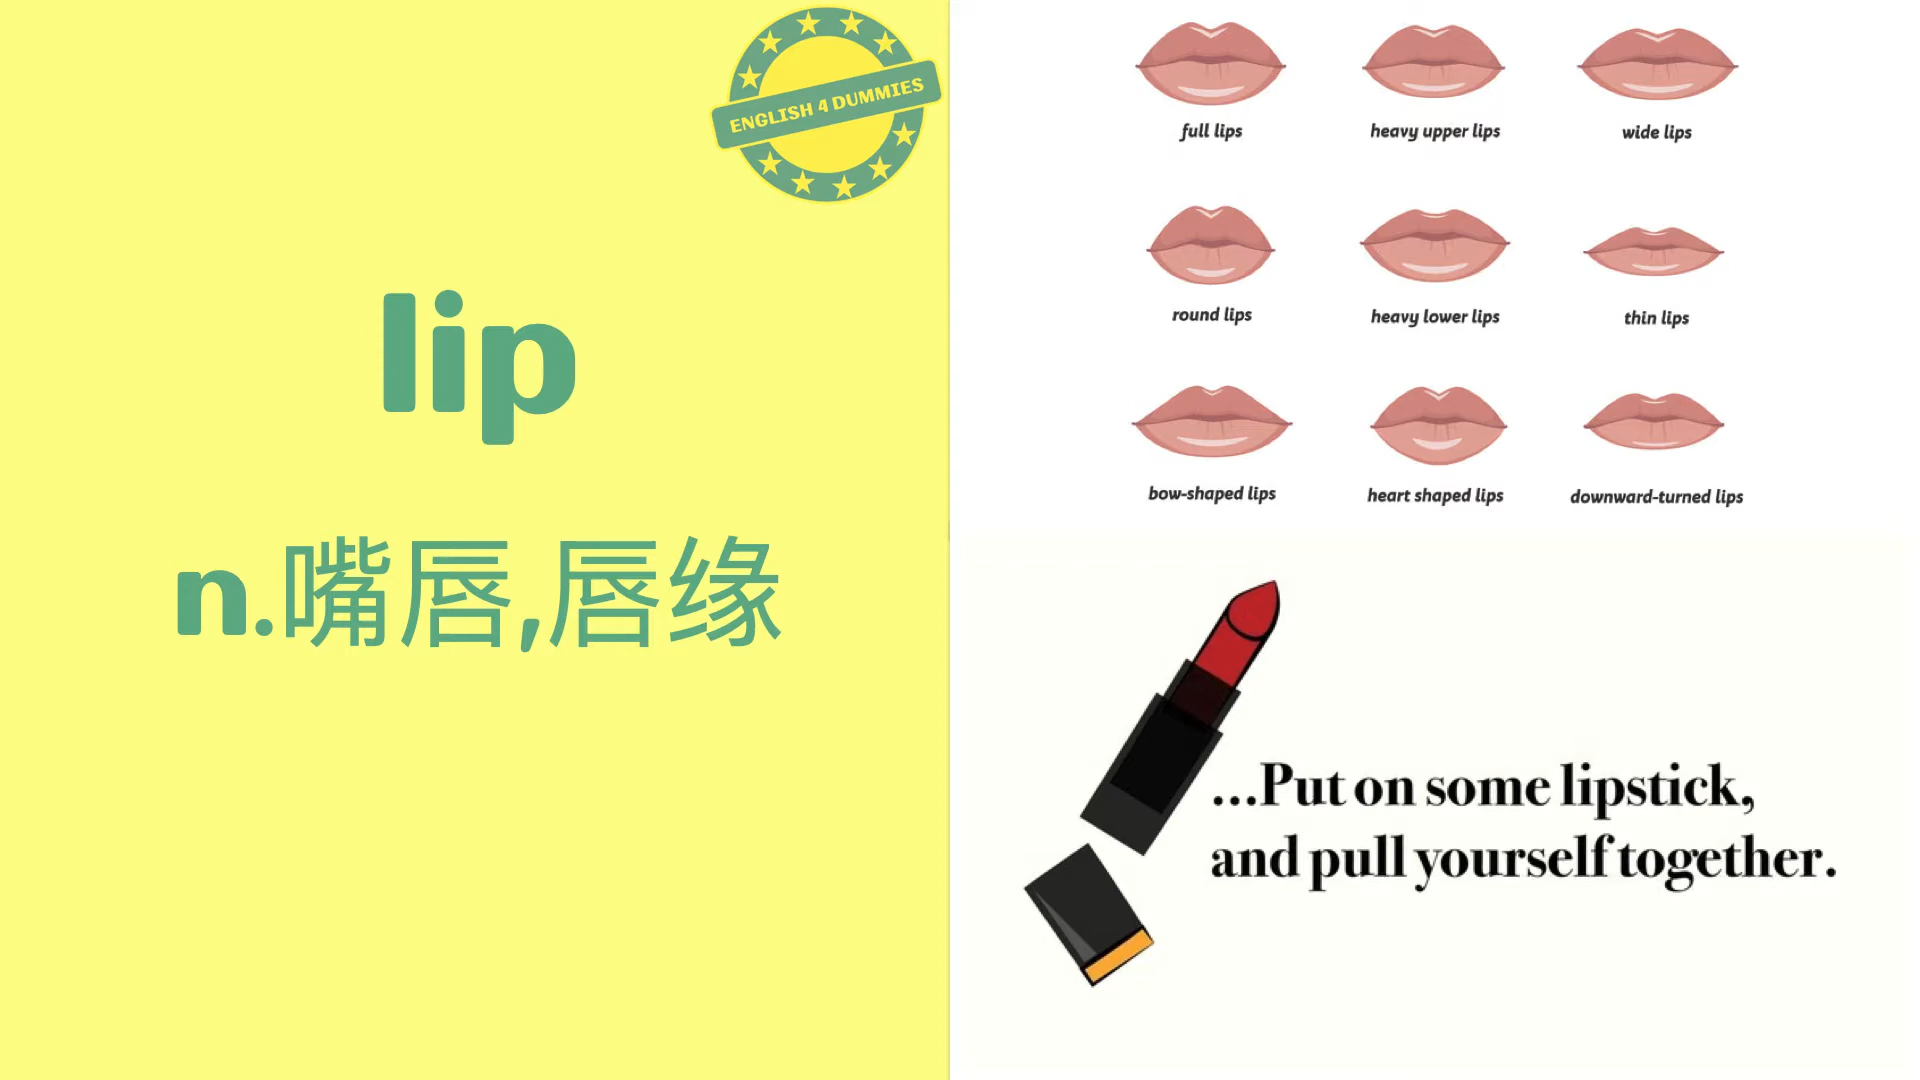 ENGLISH 4 DUMMIES
lip
n.嘴唇,唇缘
full lips
heavy upper lips
wide lips
round lips
heavy lower lips
thin lips
bow-shaped lips
heart shaped lips
downward-turned lips
...Put on some lipstick,
and pull yourself together.